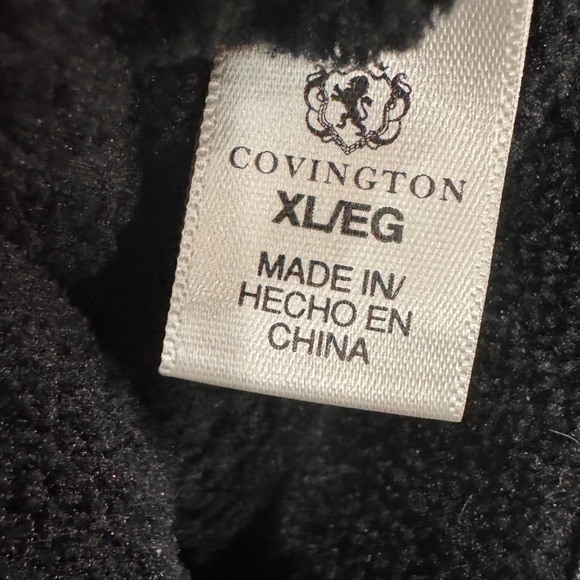 COVINGTON
XL/EG
MADE IN/
HECHO EN
CHINA